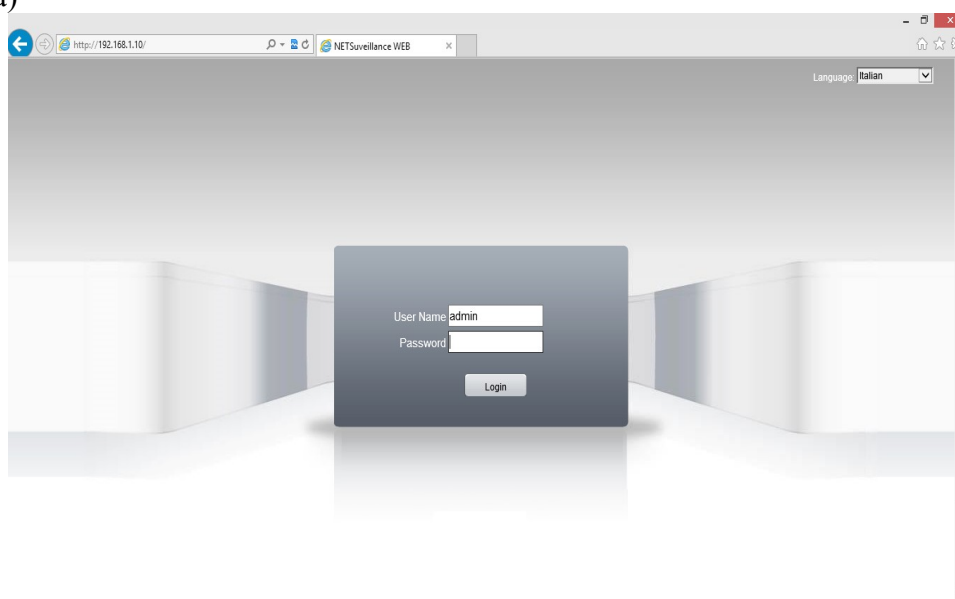 http://192.168.1.10/
NETSuveillance WEB
Language: Italian
User Name admin
Password
Login